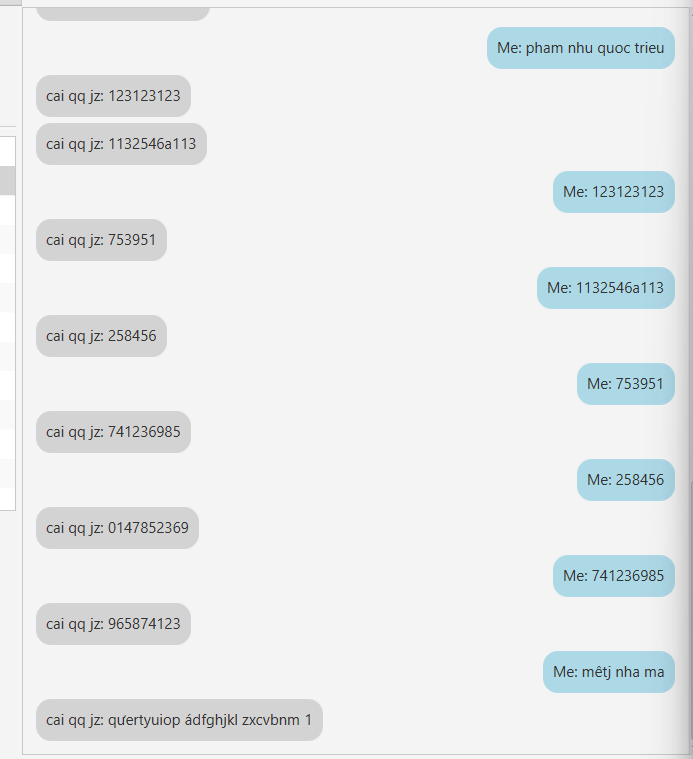 Me: pham nhu quoc trieu
cai qq jz: 123123123
cai qq jz: 1132546a113
Me: 123123123
cai qq jz: 753951
Me: 1132546a113
cai qq jz: 258456
Me: 753951
cai qq jz: 741236985
Me: 258456
cai qq jz: 0147852369
Me: 741236985
cai qq jz: 965874123
Me: mêtj nha ma
cai qq jz: qưertyuiop ádfghjkl zxcvbnm 1